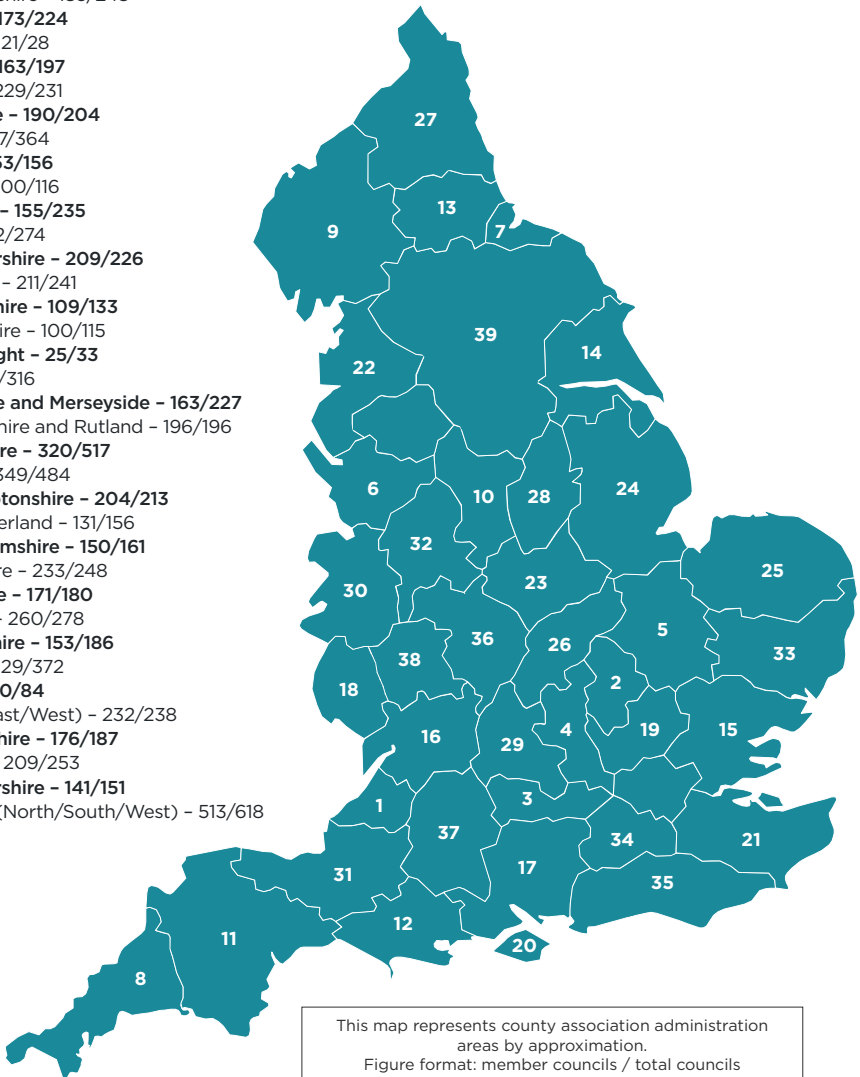 173/224
21/28
163/197
229/231
– 190/204
/364
/156
00/116
– 155/235
/274
rshire – 209/226
– 211/241
ire – 109/133
ire – 100/115
ght – 25/33
/316
e and Merseyside – 163/227
hire and Rutland – 196/196
re – 320/517
349/484
tonshire – 204/213
erland – 131/156
mshire – 150/161
re – 233/248
e – 171/180
– 260/278
ire – 153/186
29/372
0/84
ast/West) – 232/238
hire – 176/187
209/253
rshire – 141/151
(North/South/West) – 513/618
27
13
7
9
39
14
22
6
10
28
24
32
30
23
25
5
36
26
38
33
2
18
16
29
4
19
15
1
3
37
34
21
31
17
35
12
11
20
8
This map represents county association administration
areas by approximation.
Figure format: member councils / total councils